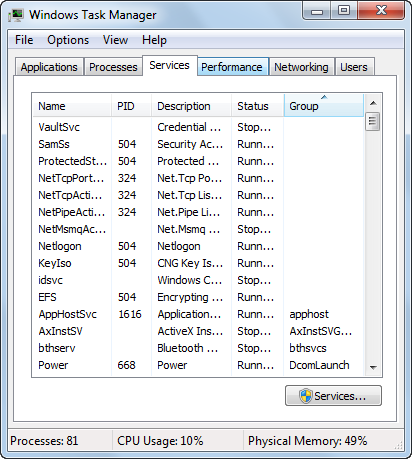 Windows Task Manager
File Options View Help
Applications Processes Services Performance Networking Users
Name PID Description Status Group
VaultSvc Credential ... Stop...
SamSs 504 Security Ac... Runn...
ProtectedSt... 504 Protected ... Runn...
NetTcpPort... 324 Net.Tcp Po... Runn...
NetTcpActi... 324 Net.Tcp Lis... Runn...
NetPipeActi... 324 Net.Pipe Li... Runn...
NetMsmqAc... Net.Msmq ... Stop...
Netlogon 504 Netlogon Runn...
KeyIso 504 CNG Key Is... Runn...
idsvc Windows C... Stop...
EFS 504 Encrypting ... Runn...
AppHostSvc 1616 Application... Runn... apphost
AxInstSV ActiveX Ins... Stop... AxInstSVG...
bthserv Bluetooth ... Stop... bthsvcs
Power 668 Power Runn... DcomLaunch
Services...
Processes: 81 CPU Usage: 10% Physical Memory: 49%